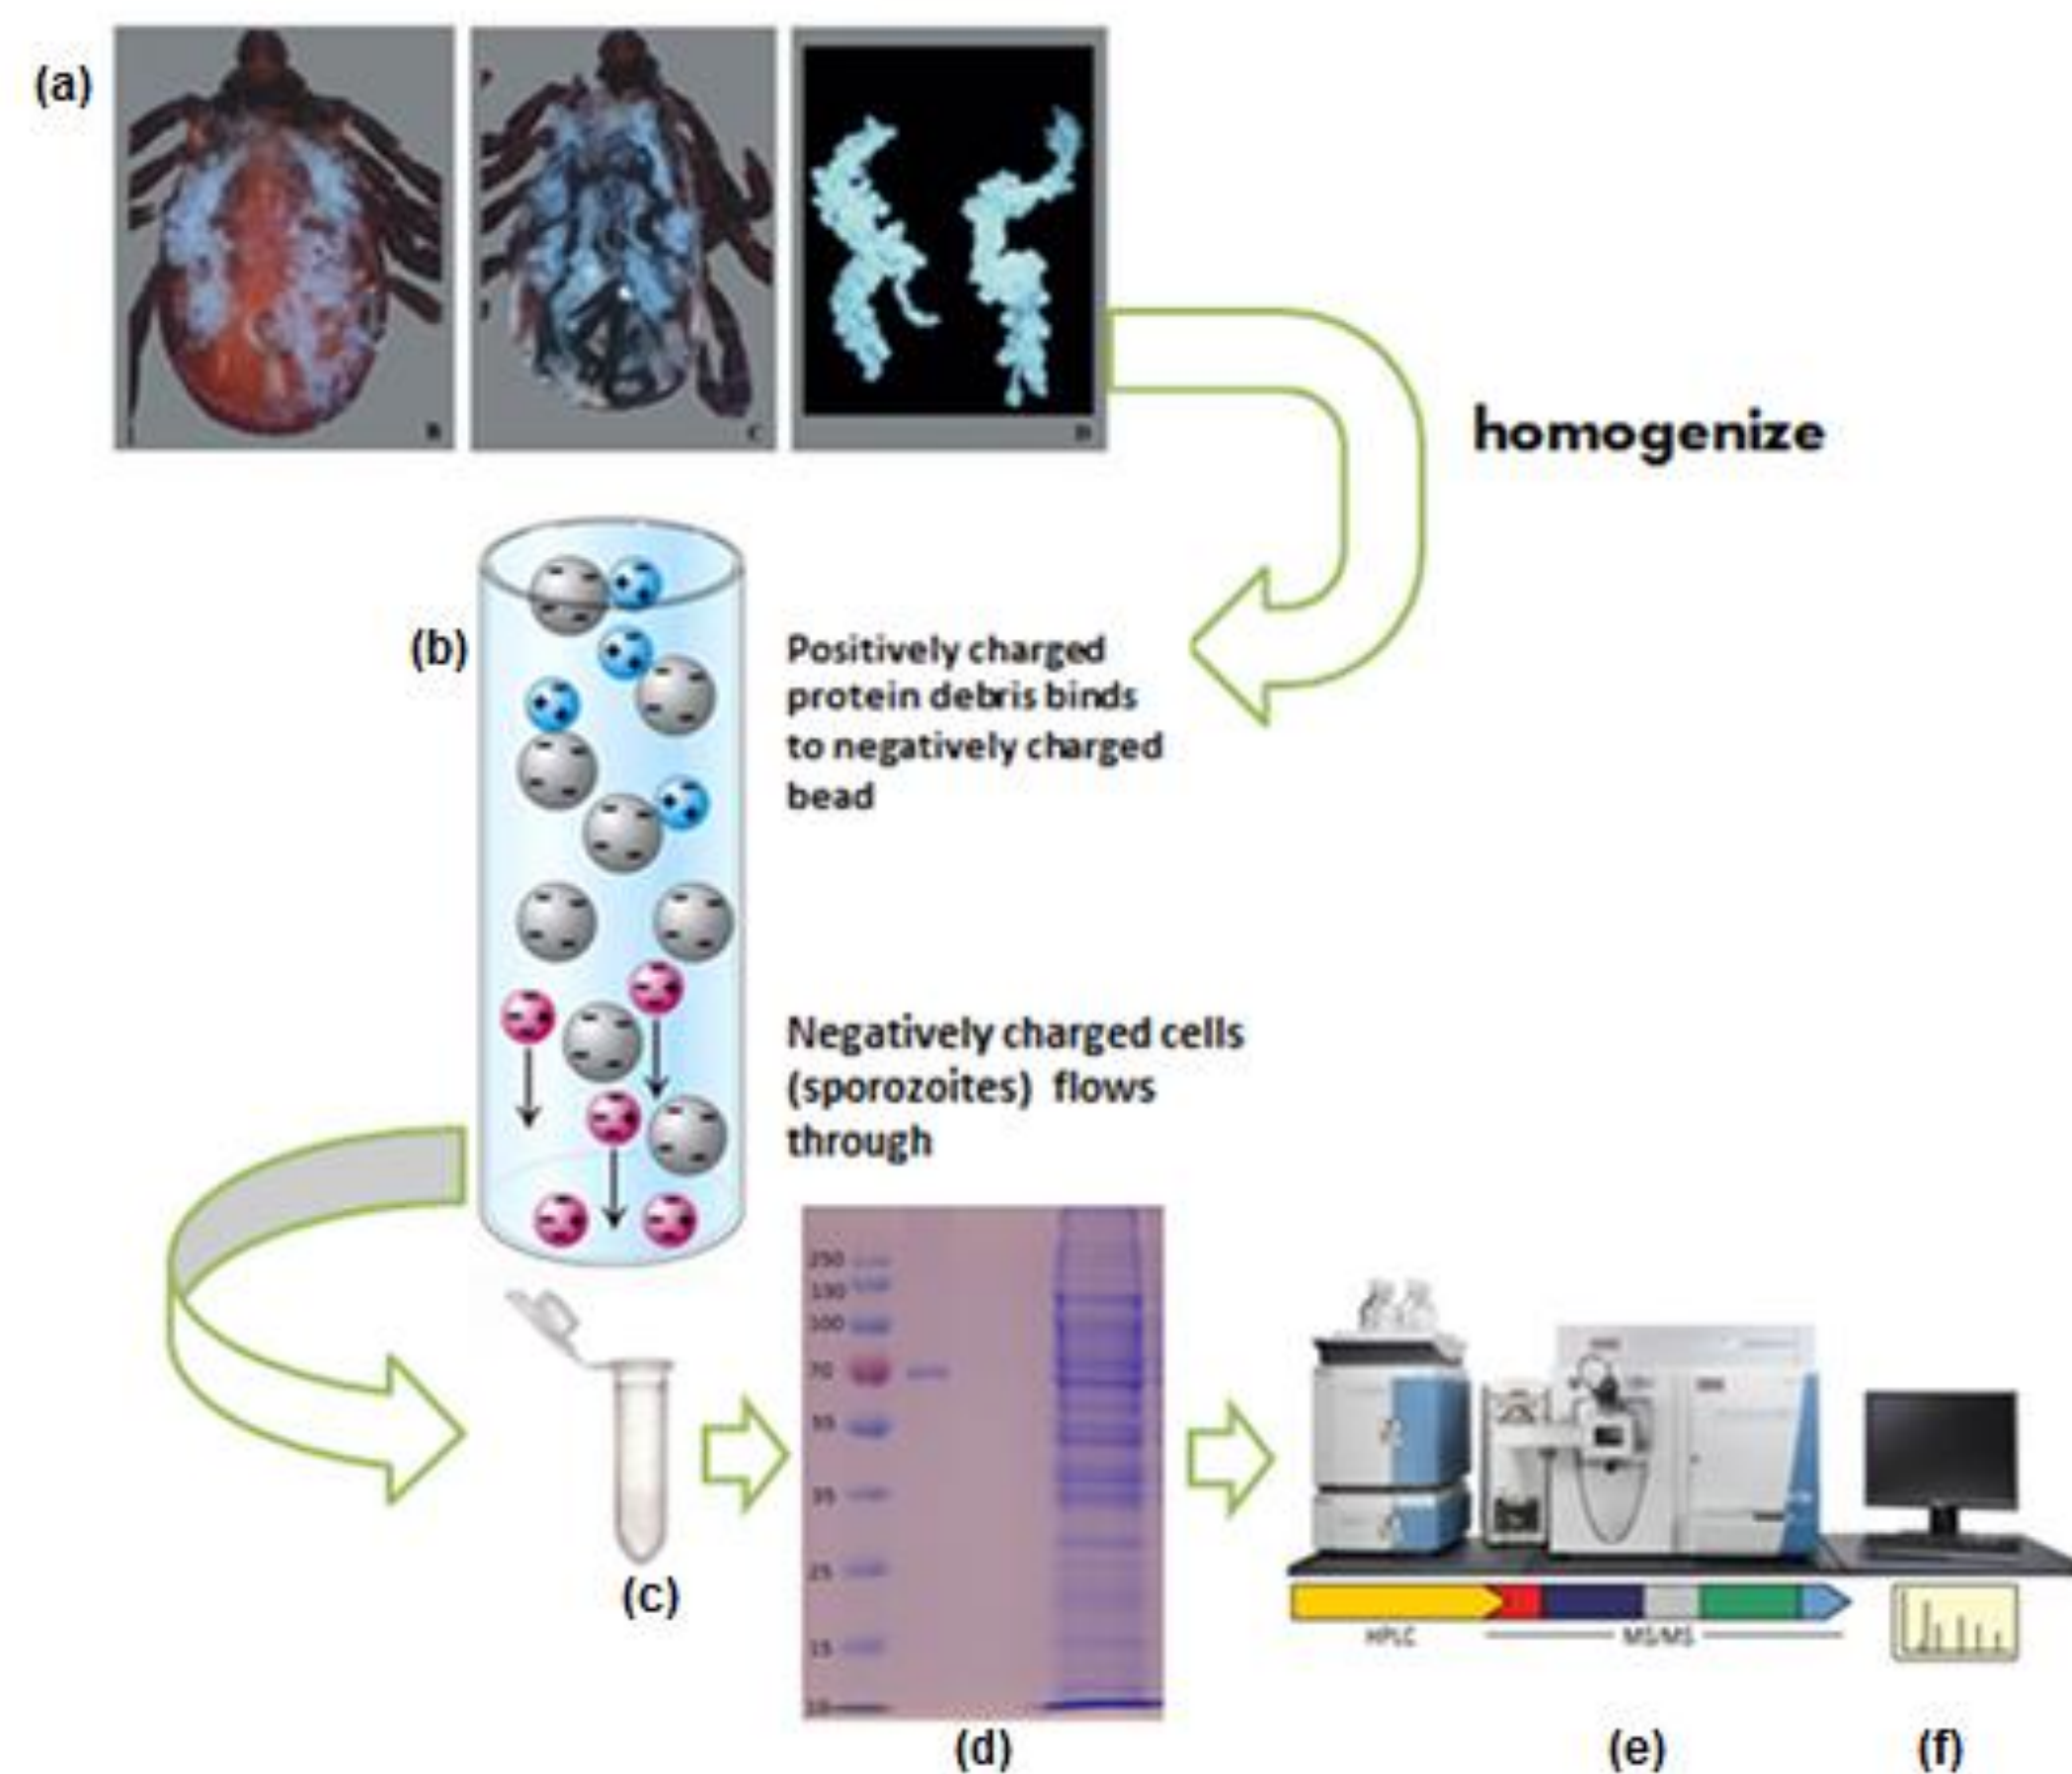 (a)
B
C
D
homogenize
(b)
Positively charged
protein debris binds
to negatively charged
bead
Negatively charged cells
(sporozoites) flows
through
250
130
100
70
55
35
25
15
10
(c)
(d)
HPLC
MS/MS
(e)
(f)